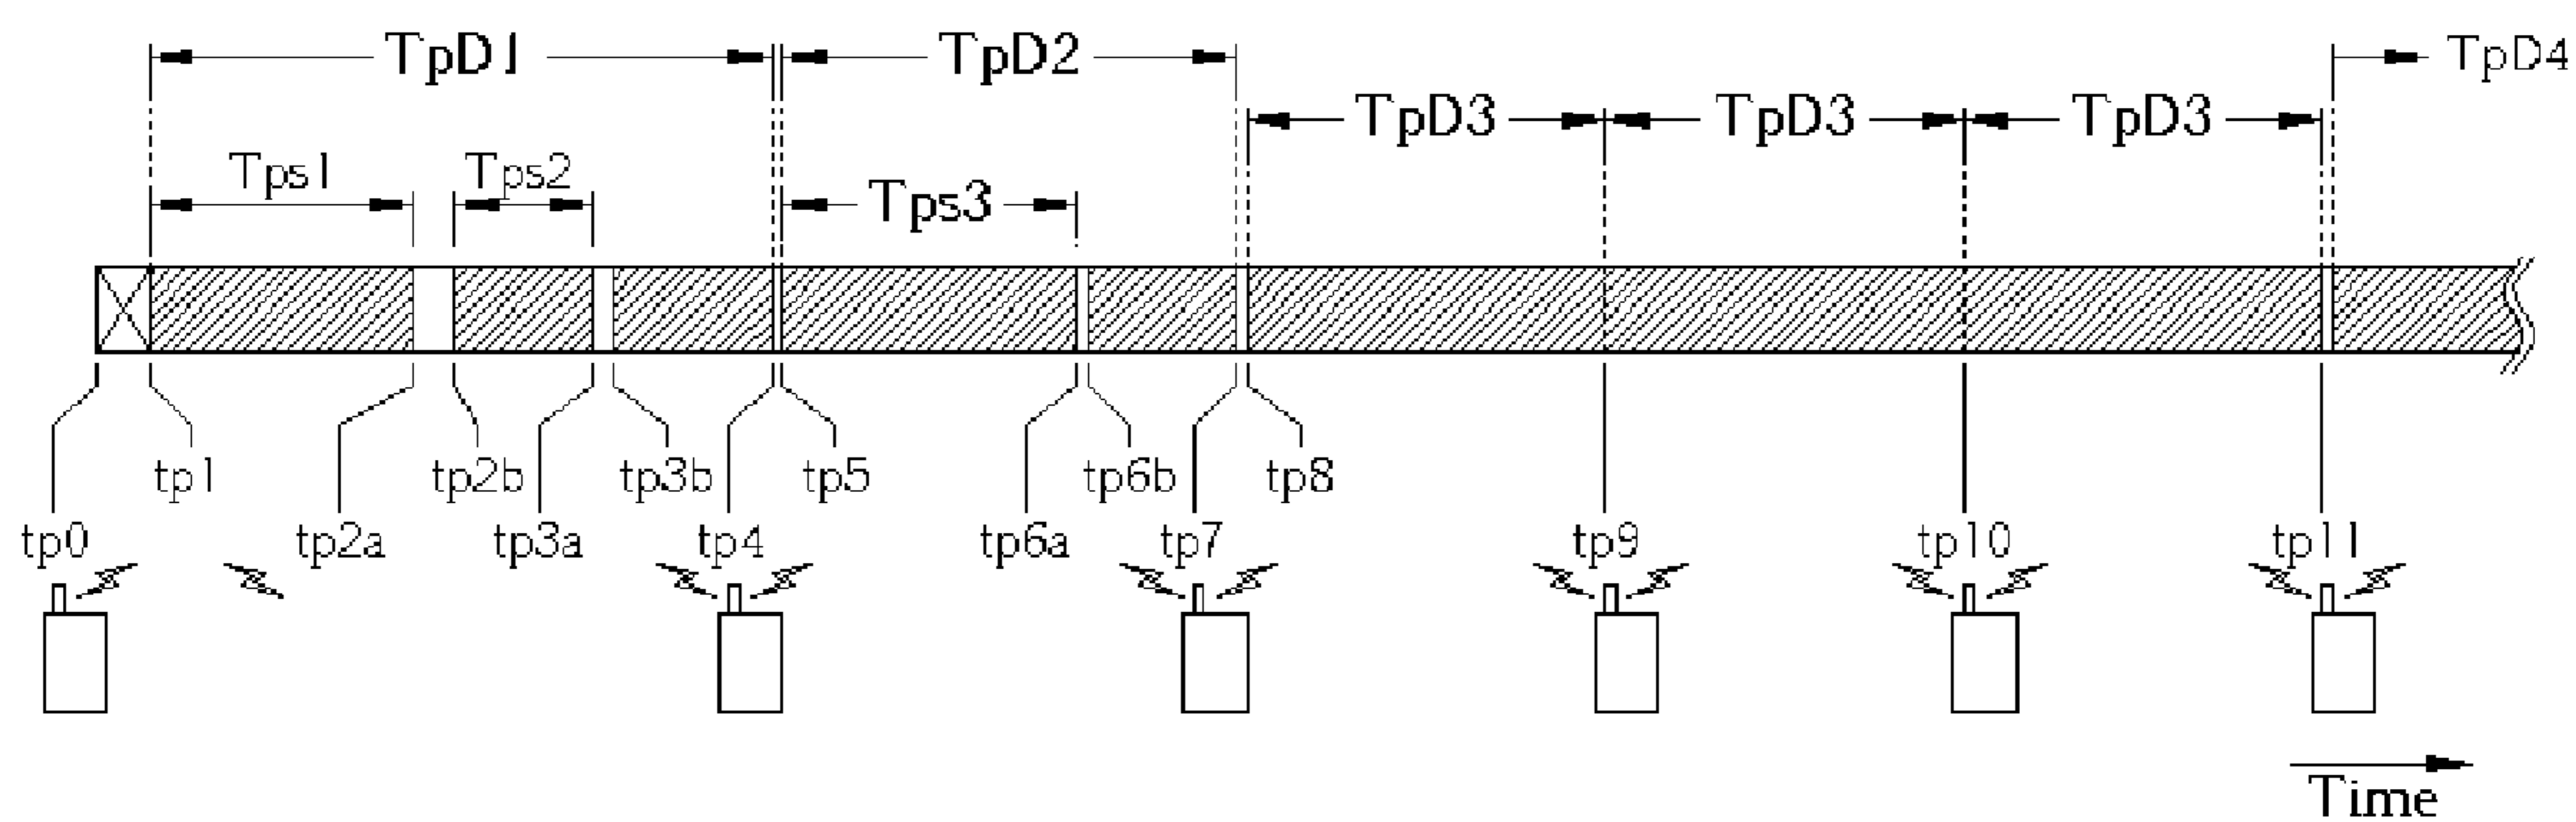 TpD1 TpD2 TpD4
TpD3 TpD3 TpD3
Tps1 Tps2 Tps3
tp1 tp2b tp3b tp5 tp6b tp8
tp0 tp2a tp3a tp4 tp6a tp7 tp9 tp10 tp11
Time